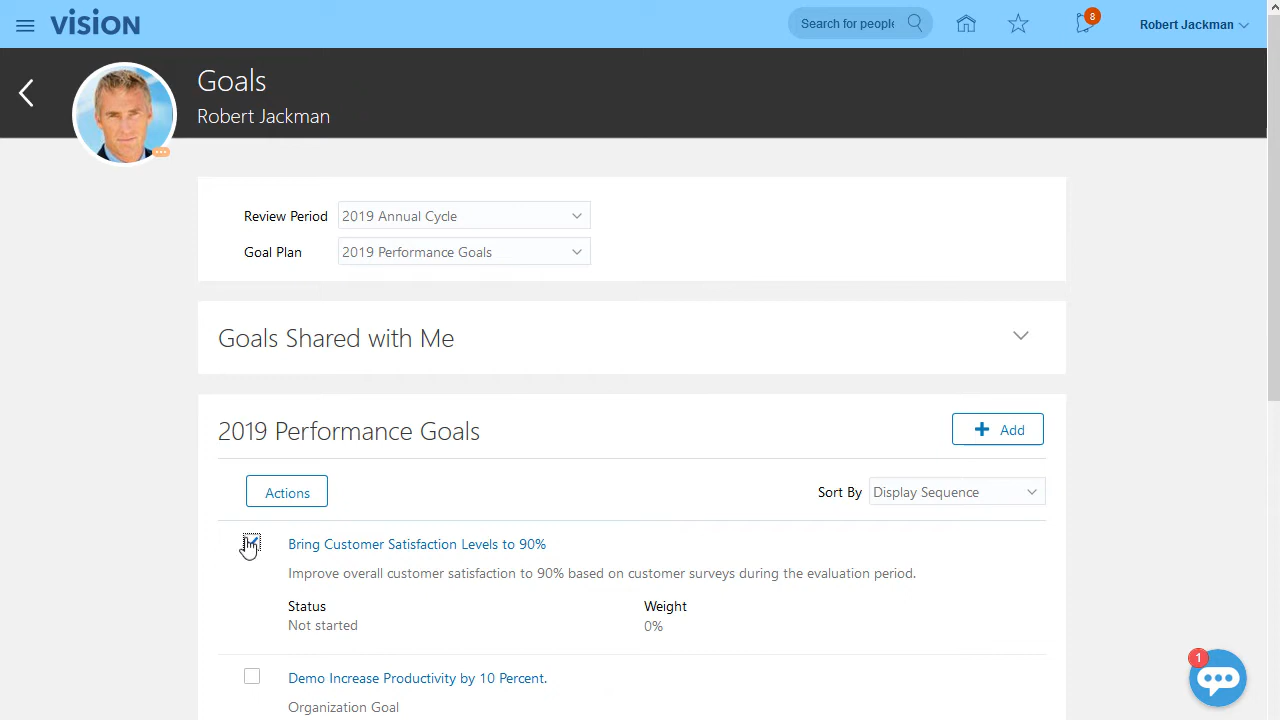 vision
Search for people
8
Robert Jackman
Goals
Robert Jackman
Review Period
2019 Annual Cycle
Goal Plan
2019 Performance Goals
Goals Shared with Me
2019 Performance Goals
Add
Actions
Sort By
Display Sequence
Bring Customer Satisfaction Levels to 90%
Improve overall customer satisfaction to 90% based on customer surveys during the evaluation period.
Status
Weight
Not started
0%
Demo Increase Productivity by 10 Percent.
Organization Goal
1